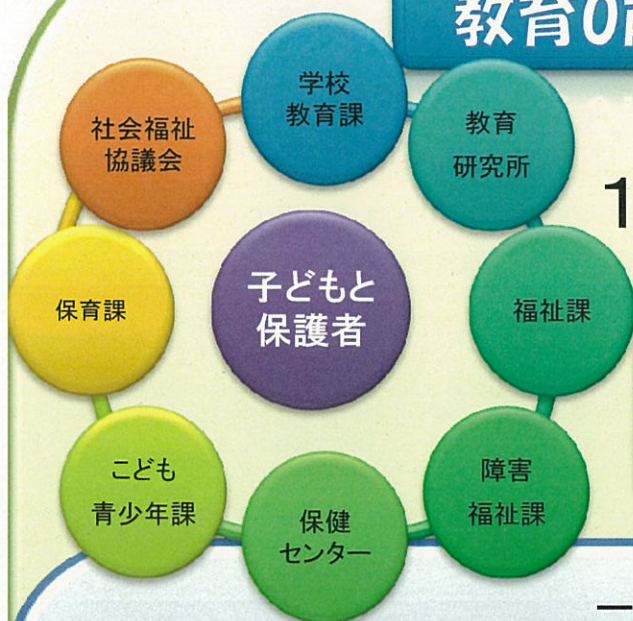 教育
学校
教育課
教育
研究所
福祉課
障害
福祉課
保健
センター
こども
青少年課
保育課
社会福祉
協議会
子どもと
保護者
1